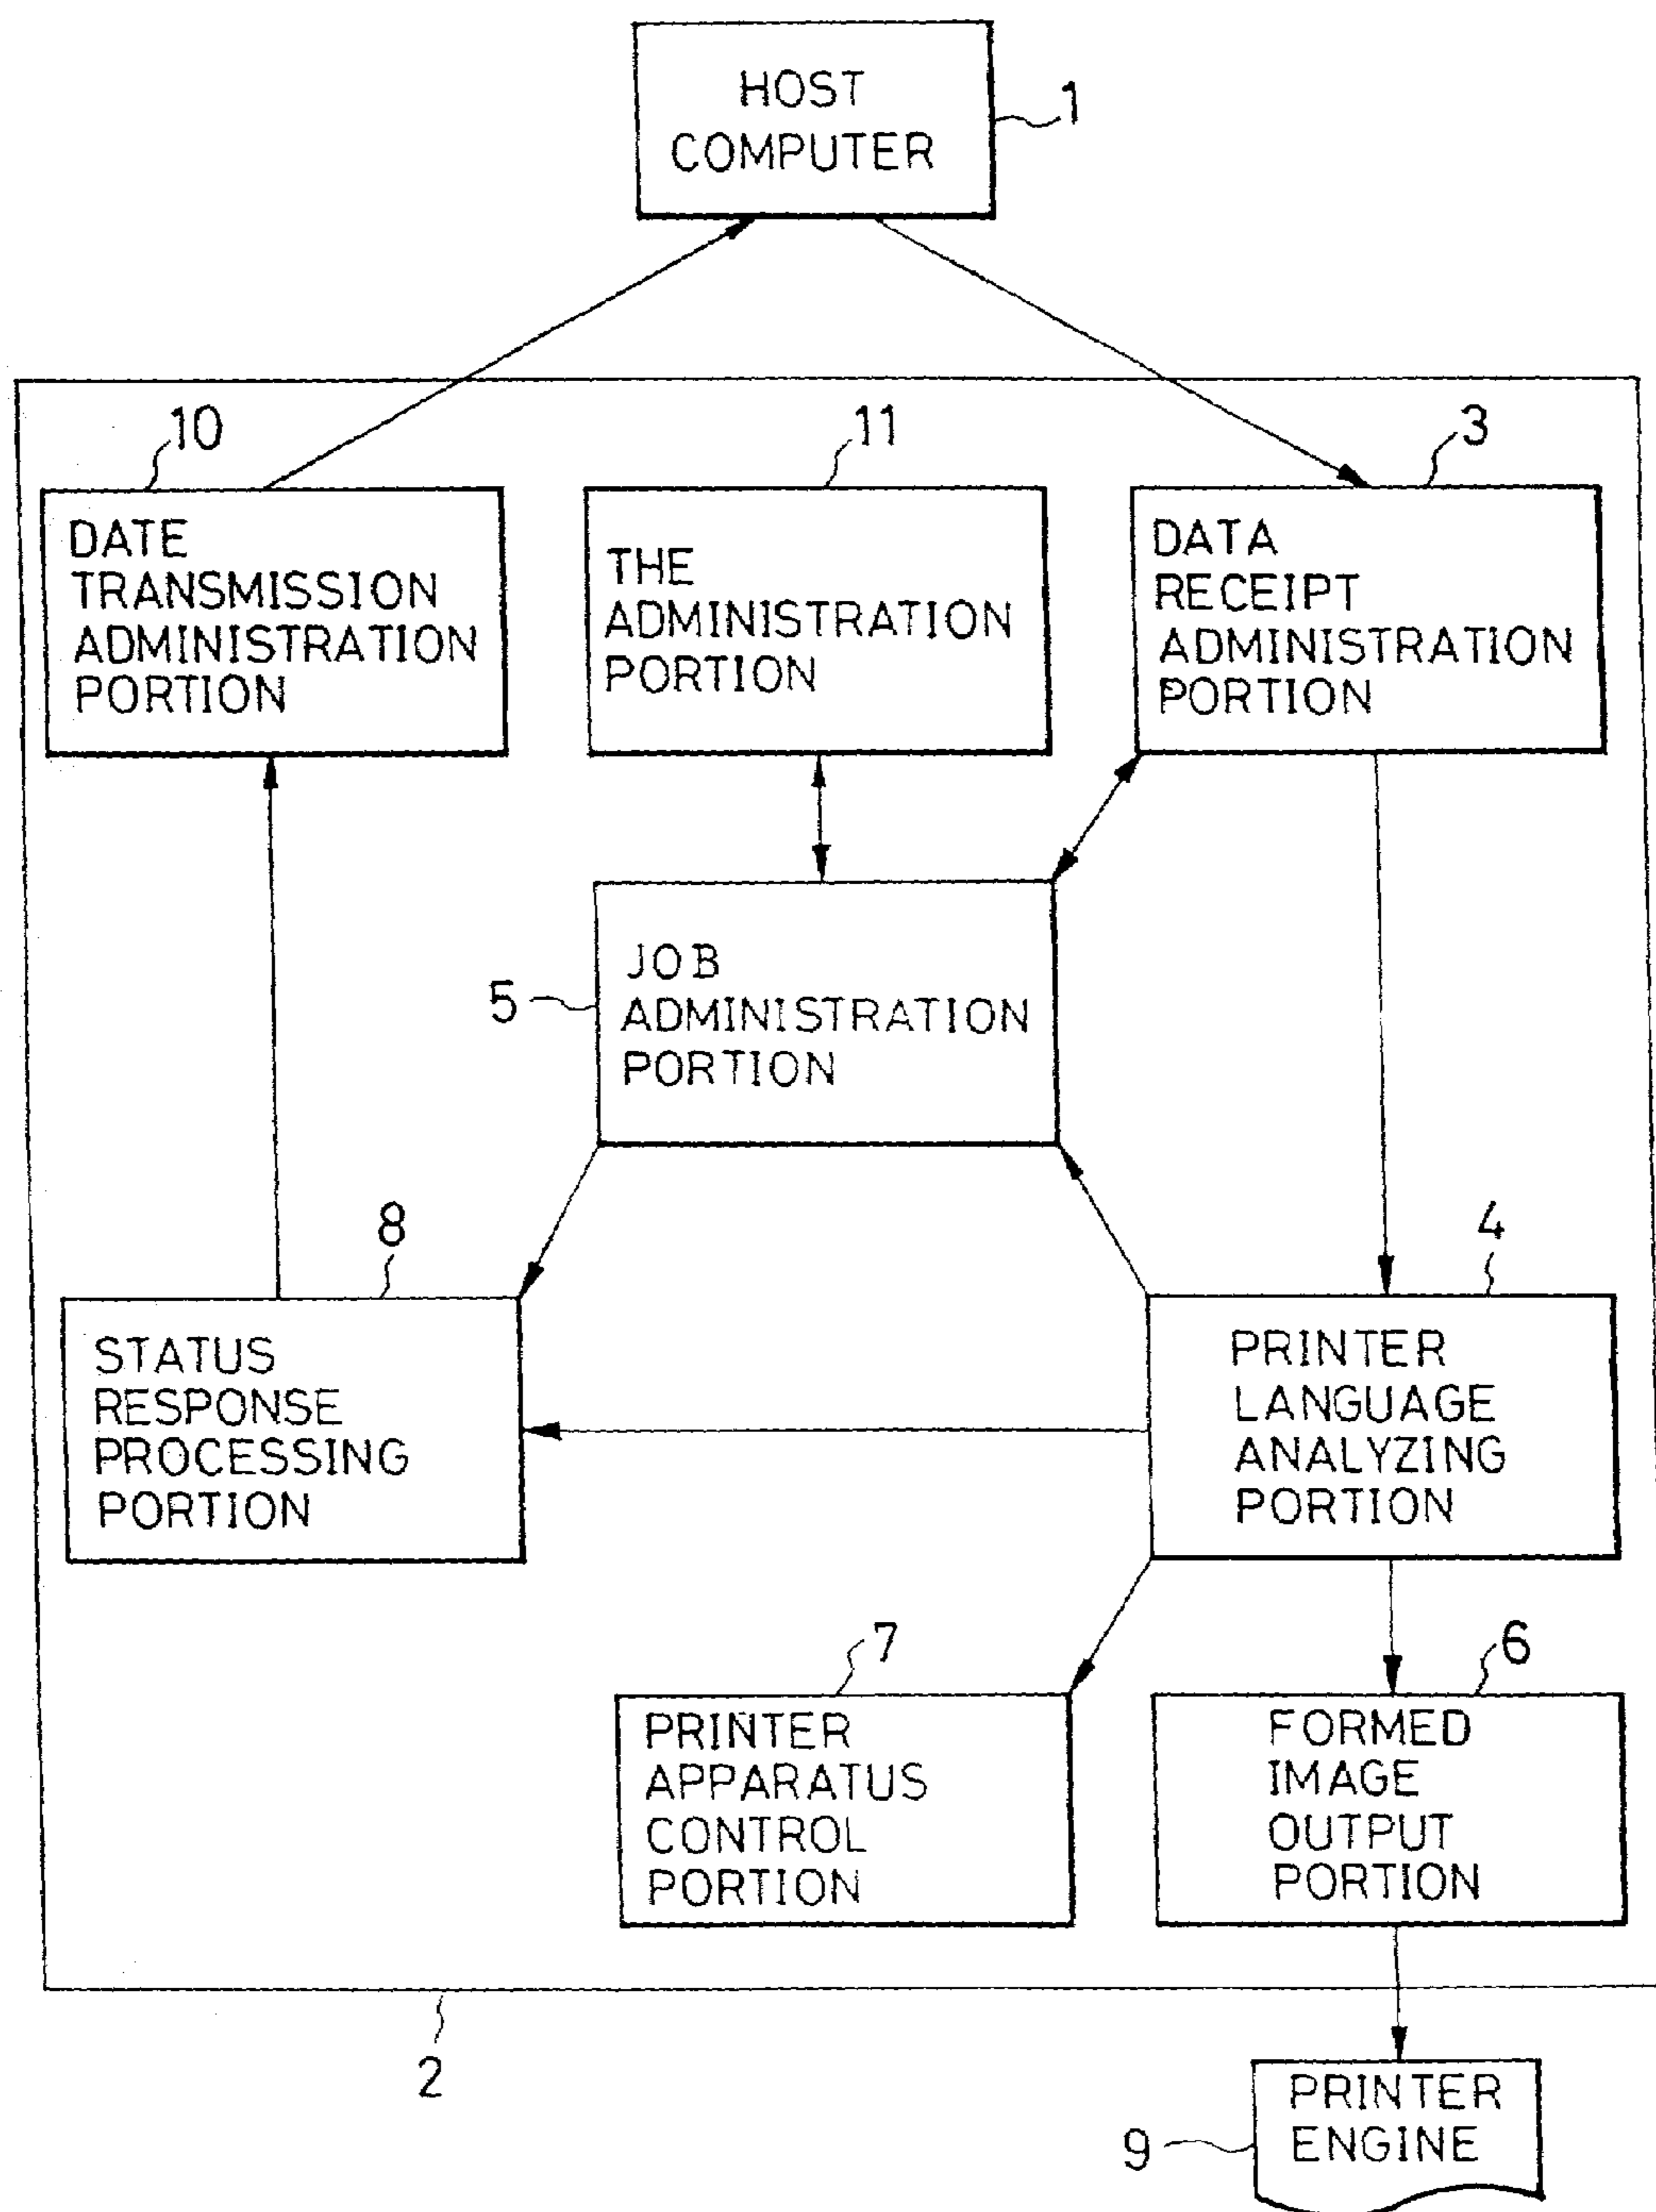 HOST
COMPUTER
1
10
11
3
DATE
TRANSMISSION
ADMINISTRATION
PORTION
THE
ADMINISTRATION
PORTION
DATA
RECEIPT
ADMINISTRATION
PORTION
5
JOB
ADMINISTRATION
PORTION
8
4
STATUS
RESPONSE
PROCESSING
PORTION
PRINTER
LANGUAGE
ANALYZING
PORTION
7
6
PRINTER
APPARATUS
CONTROL
PORTION
FORMED
IMAGE
OUTPUT
PORTION
2
9
PRINTER
ENGINE